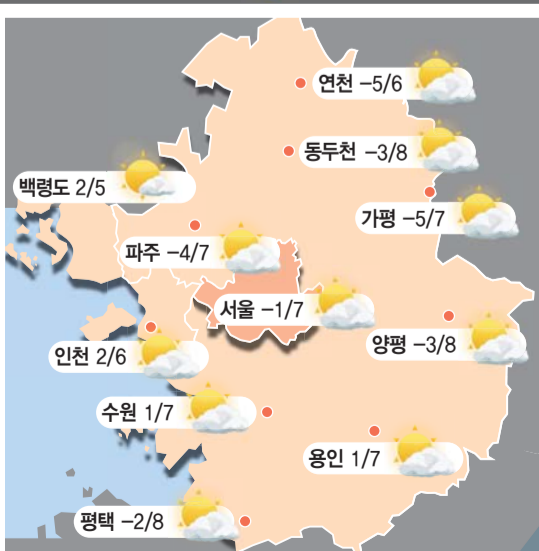 연천 –5/6
동두천 –3/8
백령도 2/5
가평 –5/7
파주 –4/7
서울 –1/7
양평 –3/8
인천 2/6
수원 1/7
용인 1/7
평택 –2/8